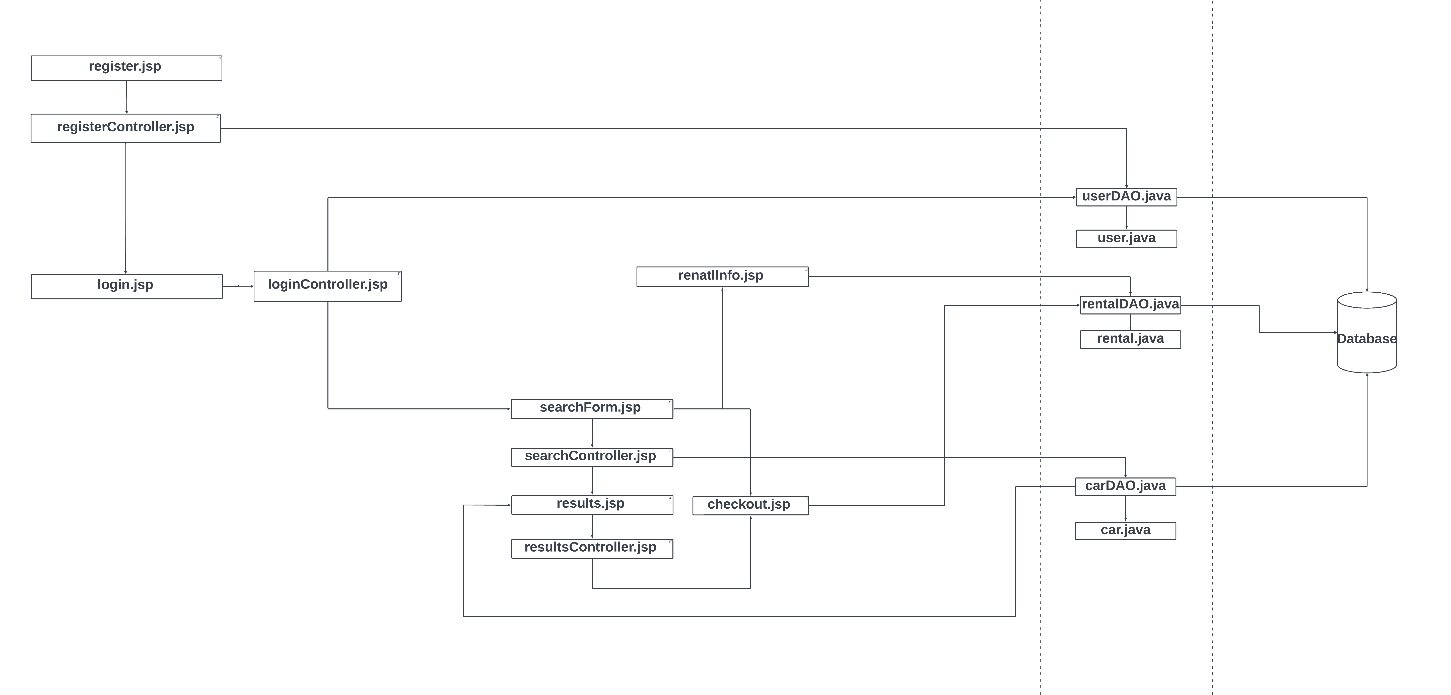 register.jsp
registerController.jsp
userDAO.java
user.java
login.jsp
loginController.jsp
renatlInfo.jsp
rentalDAO.java
rental.java
Database
searchForm.jsp
searchController.jsp
carDAO.java
results.jsp
checkout.jsp
car.java
resultsController.jsp